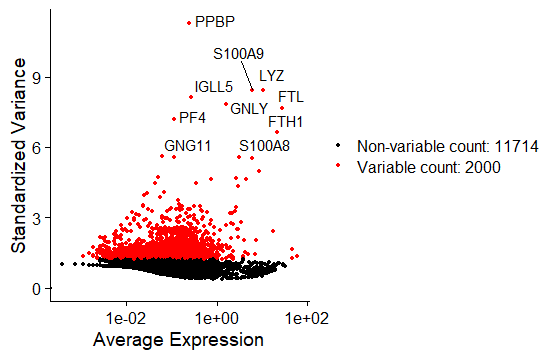 PPBP
S100A9
LYZ
IGLL5
FTL
GNLY
PF4
FTH1
GNG11
S100A8
9
6
3
0
Standardized Variance
1e-02
1e+00
1e+02
Average Expression
Non-variable count: 11714
Variable count: 2000